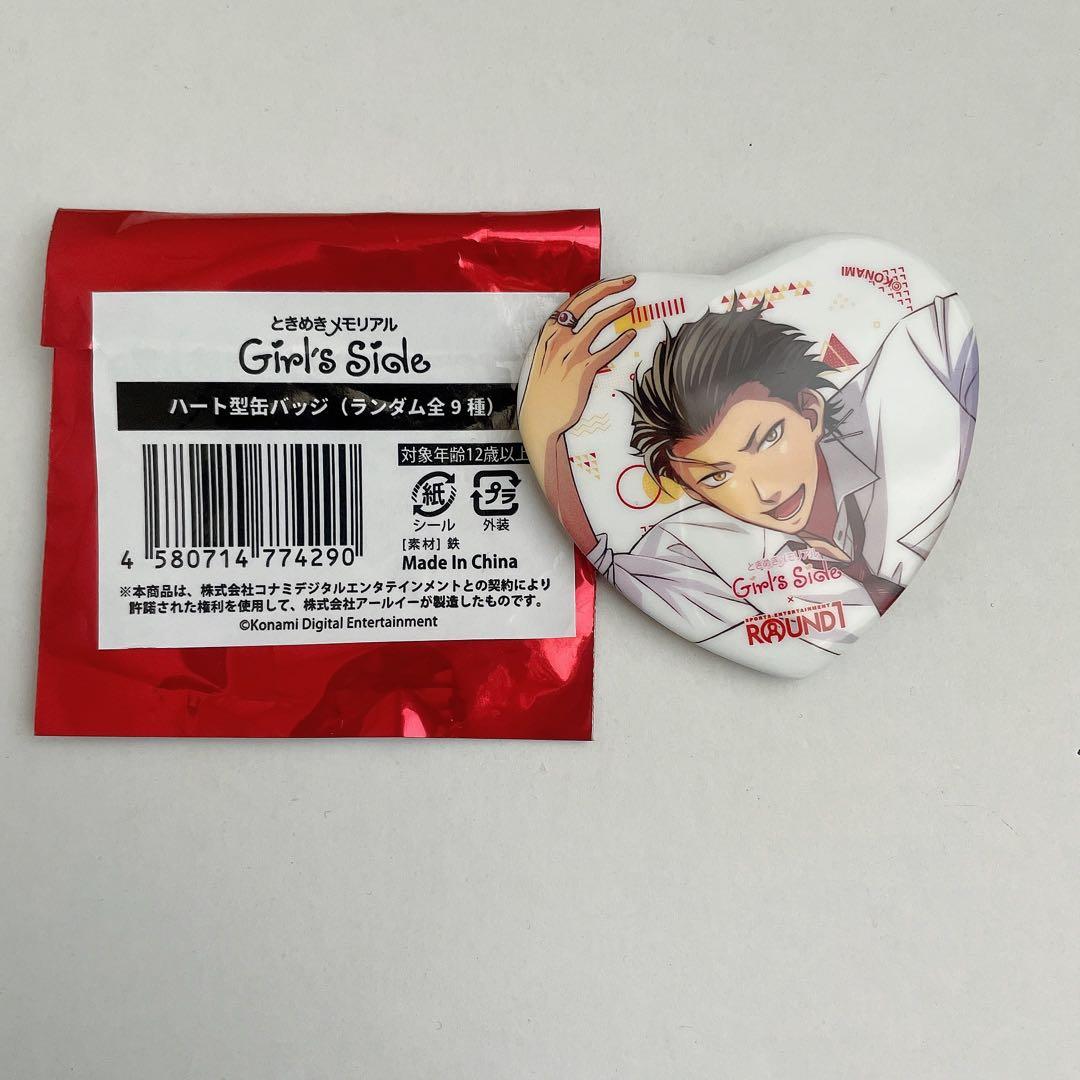 ときめきメモリアル
Girl's Side
ハート型缶バッジ（ランダム全9種）
対象年齢12歳以上
紙
シール
プラ
外装
[素材] 鉄
Made In China
4 580714 774290
※本商品は、株式会社コナミデジタルエンタテインメントとの契約により
許諾された権利を使用して、株式会社アールイーが製造したものです。
©Konami Digital Entertainment
©KONAMI
ときめきメモリアル
Girl's Side
×
SPORTS ENTERTAINMENT
ROUND1